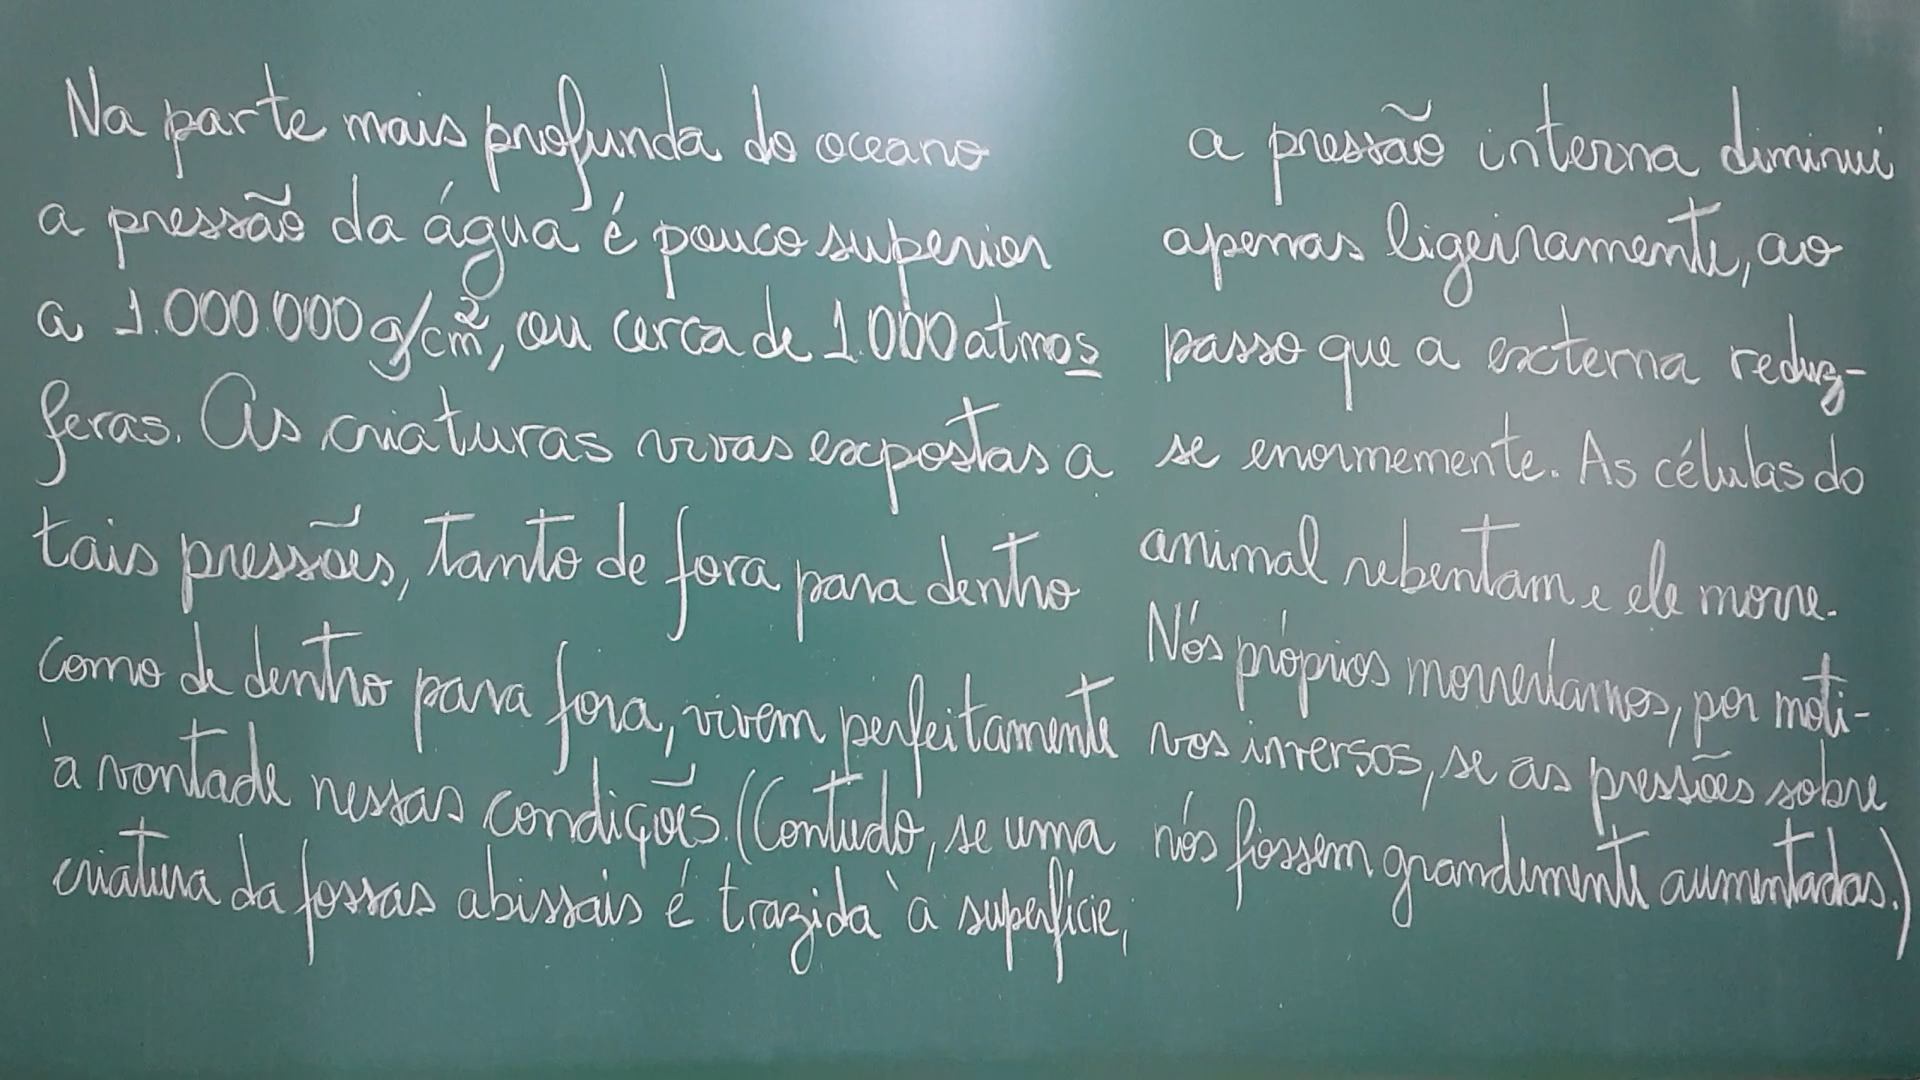 Na parte mais profunda do oceano
a pressão da água é pouco superior
a 1.000.000 g/cm², ou cerca de 1.000 atmos
feras. As criaturas vivas expostas a
tais pressões, tanto de fora para dentro
como de dentro para fora, vivem perfeitamente
à vontade nessas condições. (Contudo, se uma
criatura da fossas abissais é trazida à superfície,
a pressão interna diminui
apenas ligeiramente, ao
passo que a externa reduz-
se enormemente. As células do
animal rebentam e ele morre.
Nós próprios morreríamos, por moti-
vos inversos, se as pressões sobre
nós fossem grandemente aumentadas.)